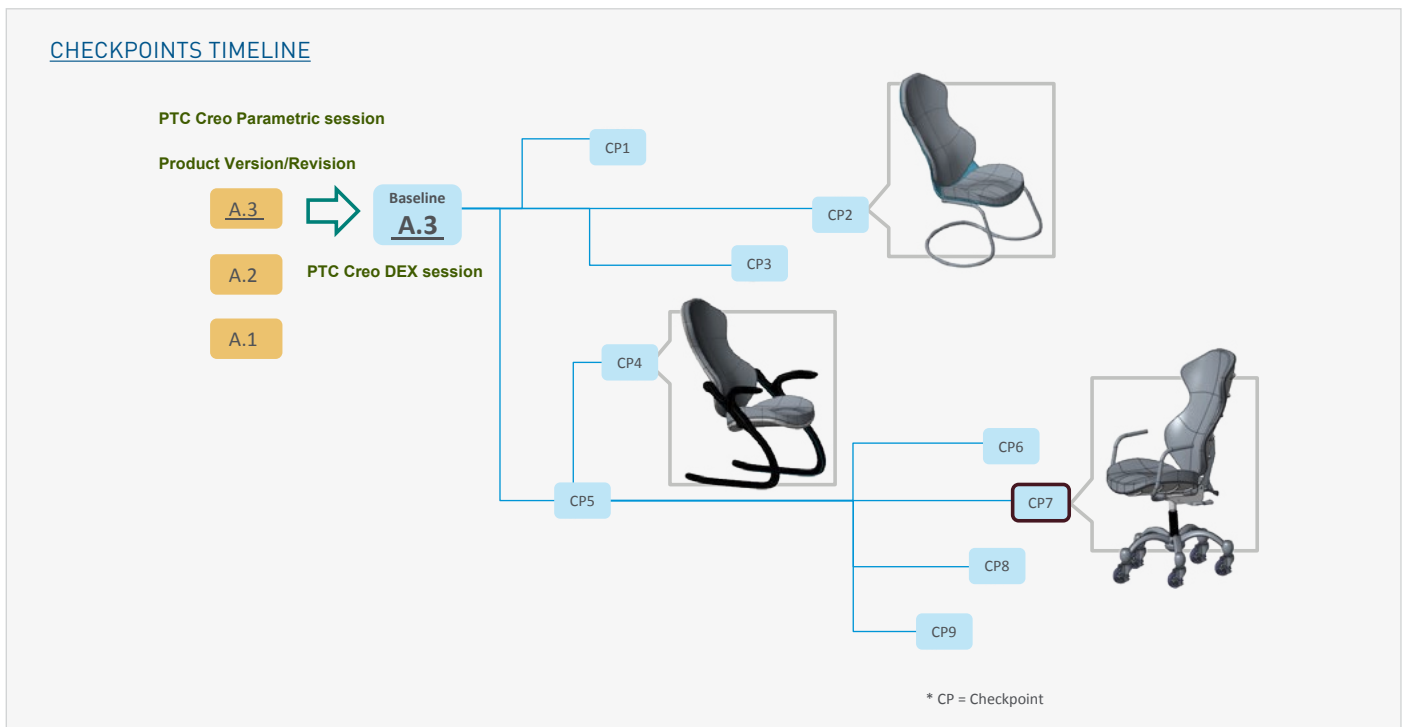 CHECKPOINTS TIMELINE
PTC Creo Parametric session
CP1
Product Version/Revision
A.3
Baseline
A.3
CP2
CP3
A.2
PTC Creo DEX session
A.1
CP4
CP6
CP5
CP7
CP8
CP9
* CP = Checkpoint